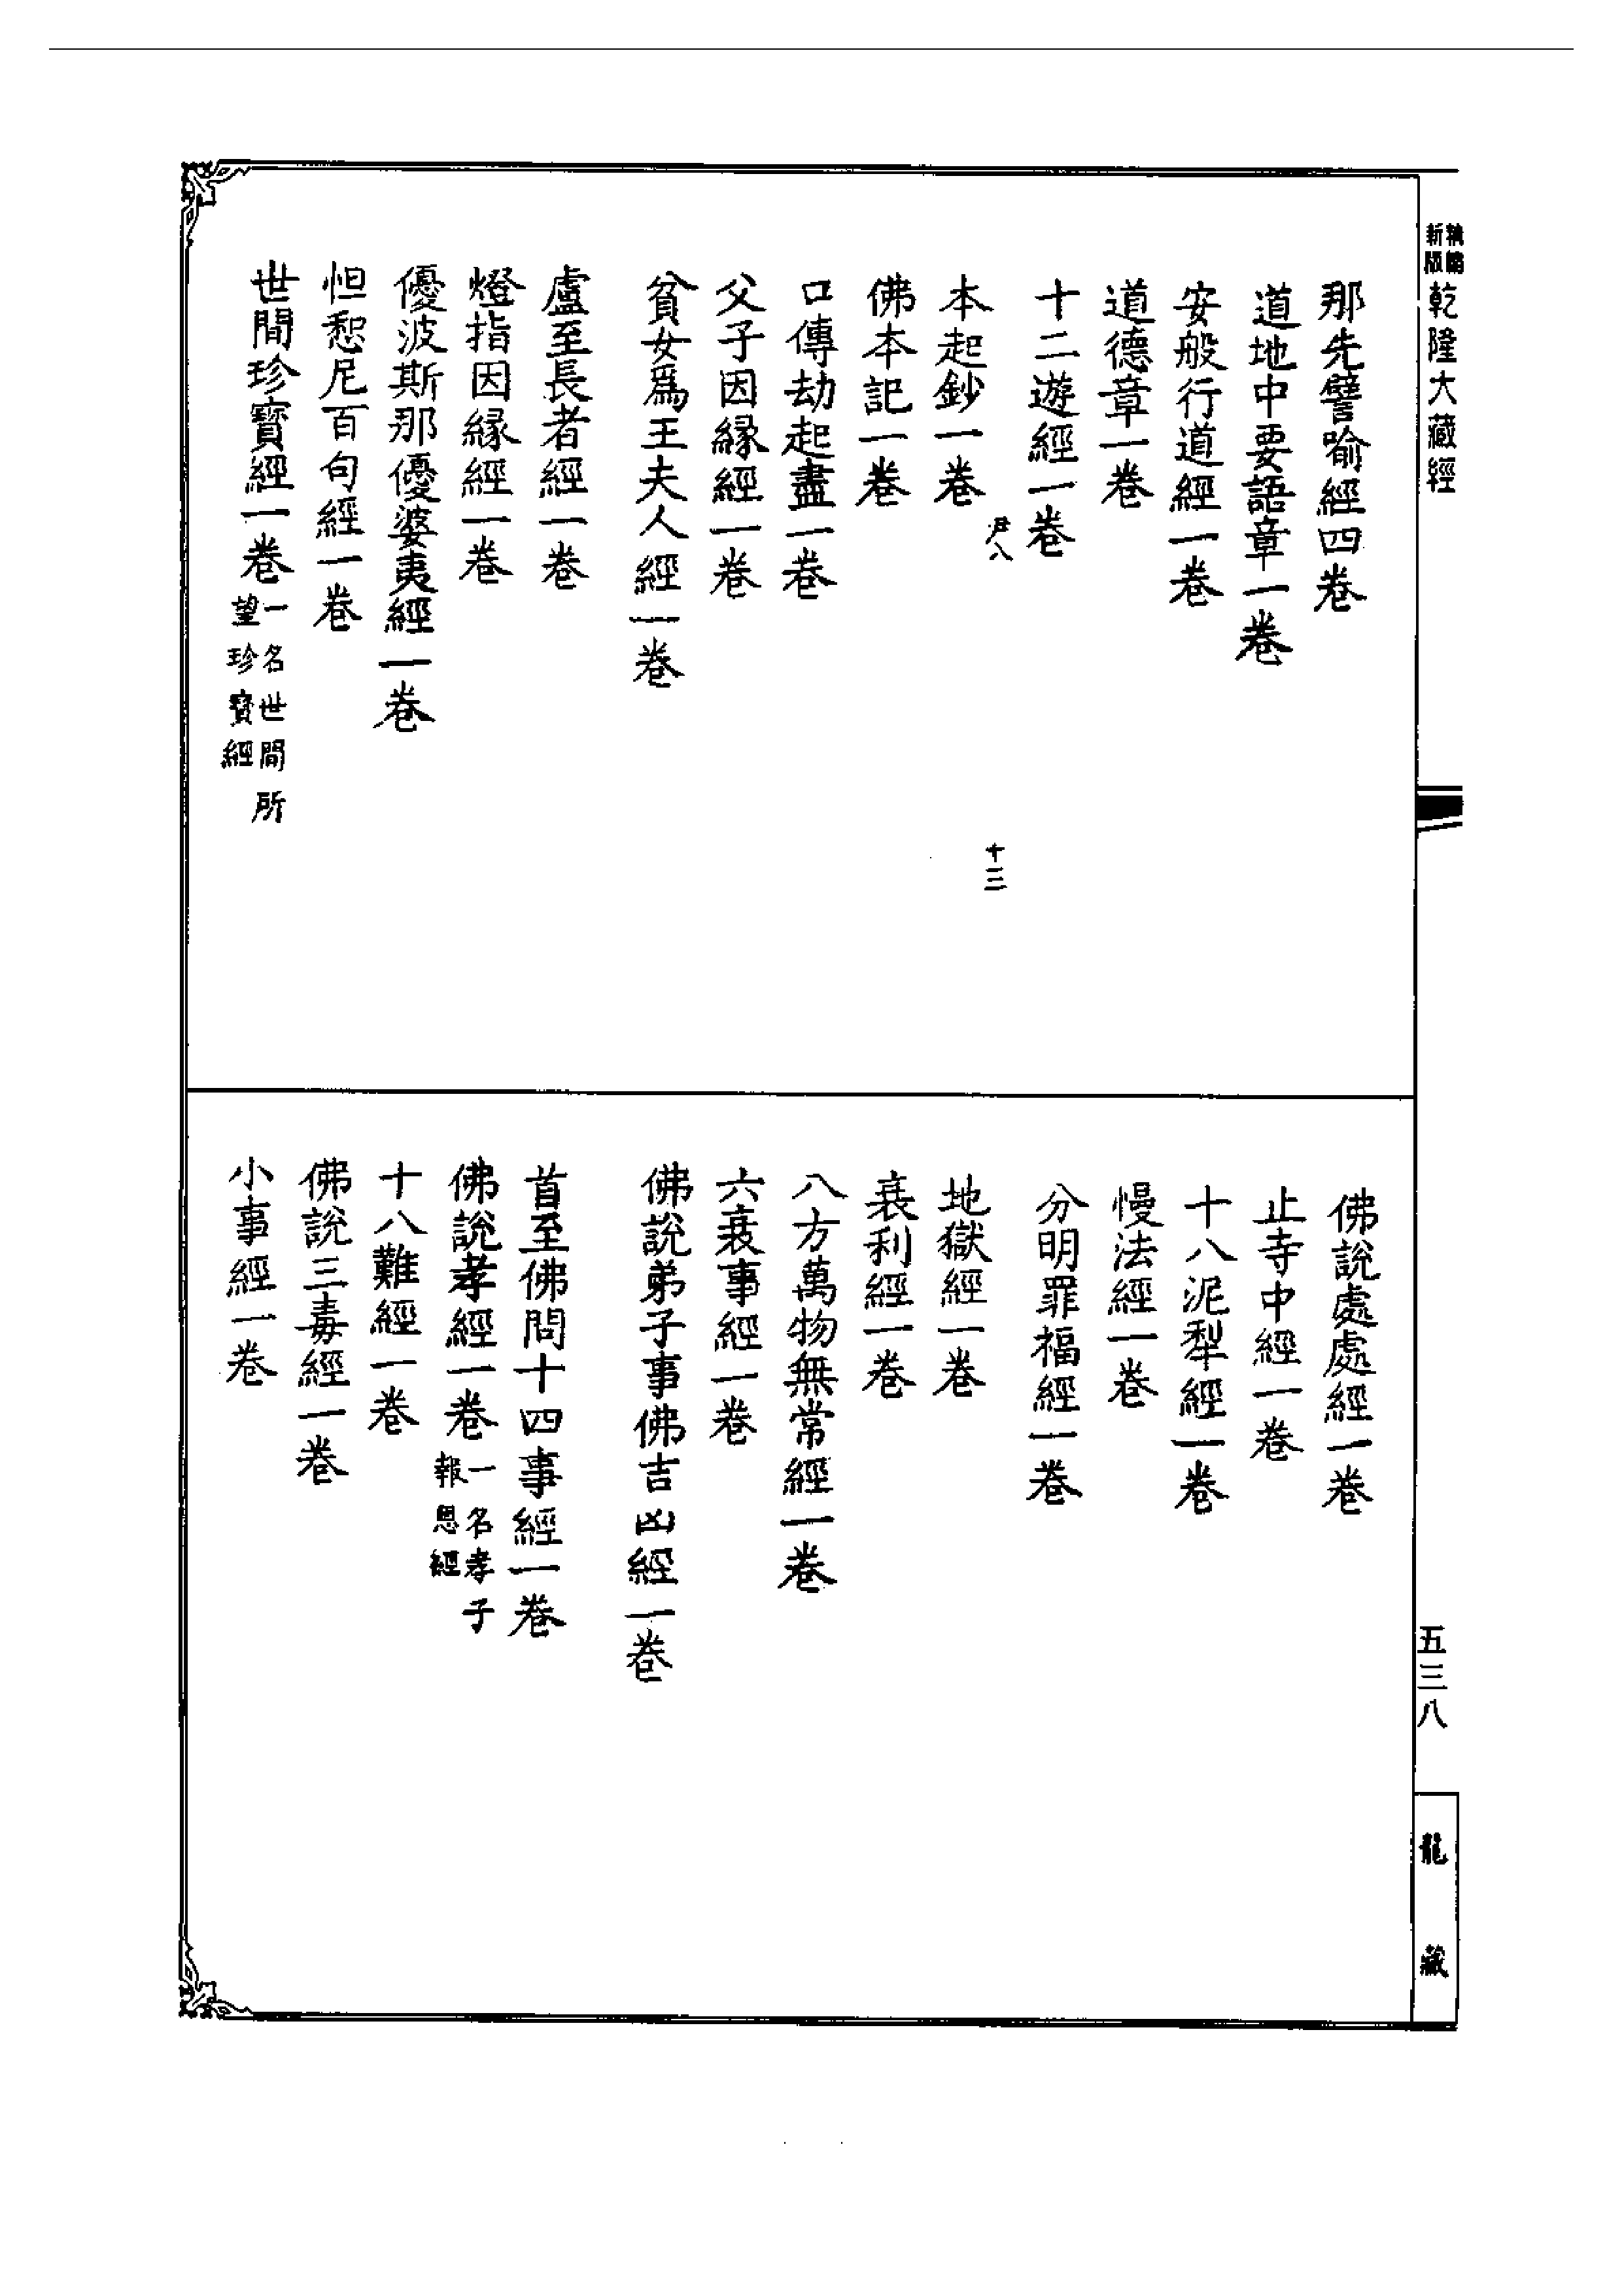 精縮
新版
乾隆大藏經
那先譬喻經四卷
道地中要語章一卷
安般行道經一卷
道德章一卷
十二遊經一卷
尹八
十三
本起鈔一卷
佛本記一卷
口傳劫起盡一卷
父子因緣經一卷
貧女爲王夫人經一卷
盧至長者經一卷
燈指因緣經一卷
優波斯那優婆夷經一卷
怛惒尼百句經一卷
世間珍寳經一卷一名世間所
望珍寳經
佛說處處經一卷
止寺中經一卷
十八泥犁經一卷
慢法經一卷
分明罪福經一卷
地獄經一卷
衰利經一卷
八方萬物無常經一卷
六衰事經一卷
佛說弟子事佛吉凶經一卷
首至佛問十四事經一卷
佛說孝經一卷一名孝子
報恩經
十八難經一卷
佛說三毒經一卷
小事經一卷
五三八
龍藏